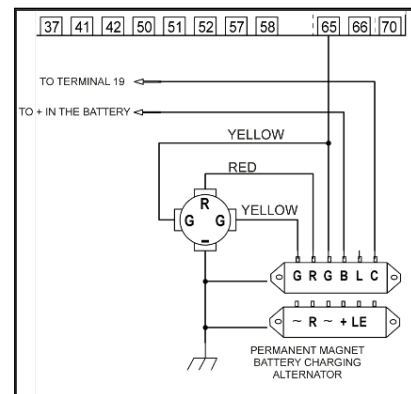 37 41 42 50 51 52 57 58 65 66 70
TO TERMINAL 19
TO + IN THE BATTERY
YELLOW
RED
R
YELLOW
G G
–
G R G B L C
~ R ~ + LE
PERMANENT MAGNET
BATTERY CHARGING
ALTERNATOR